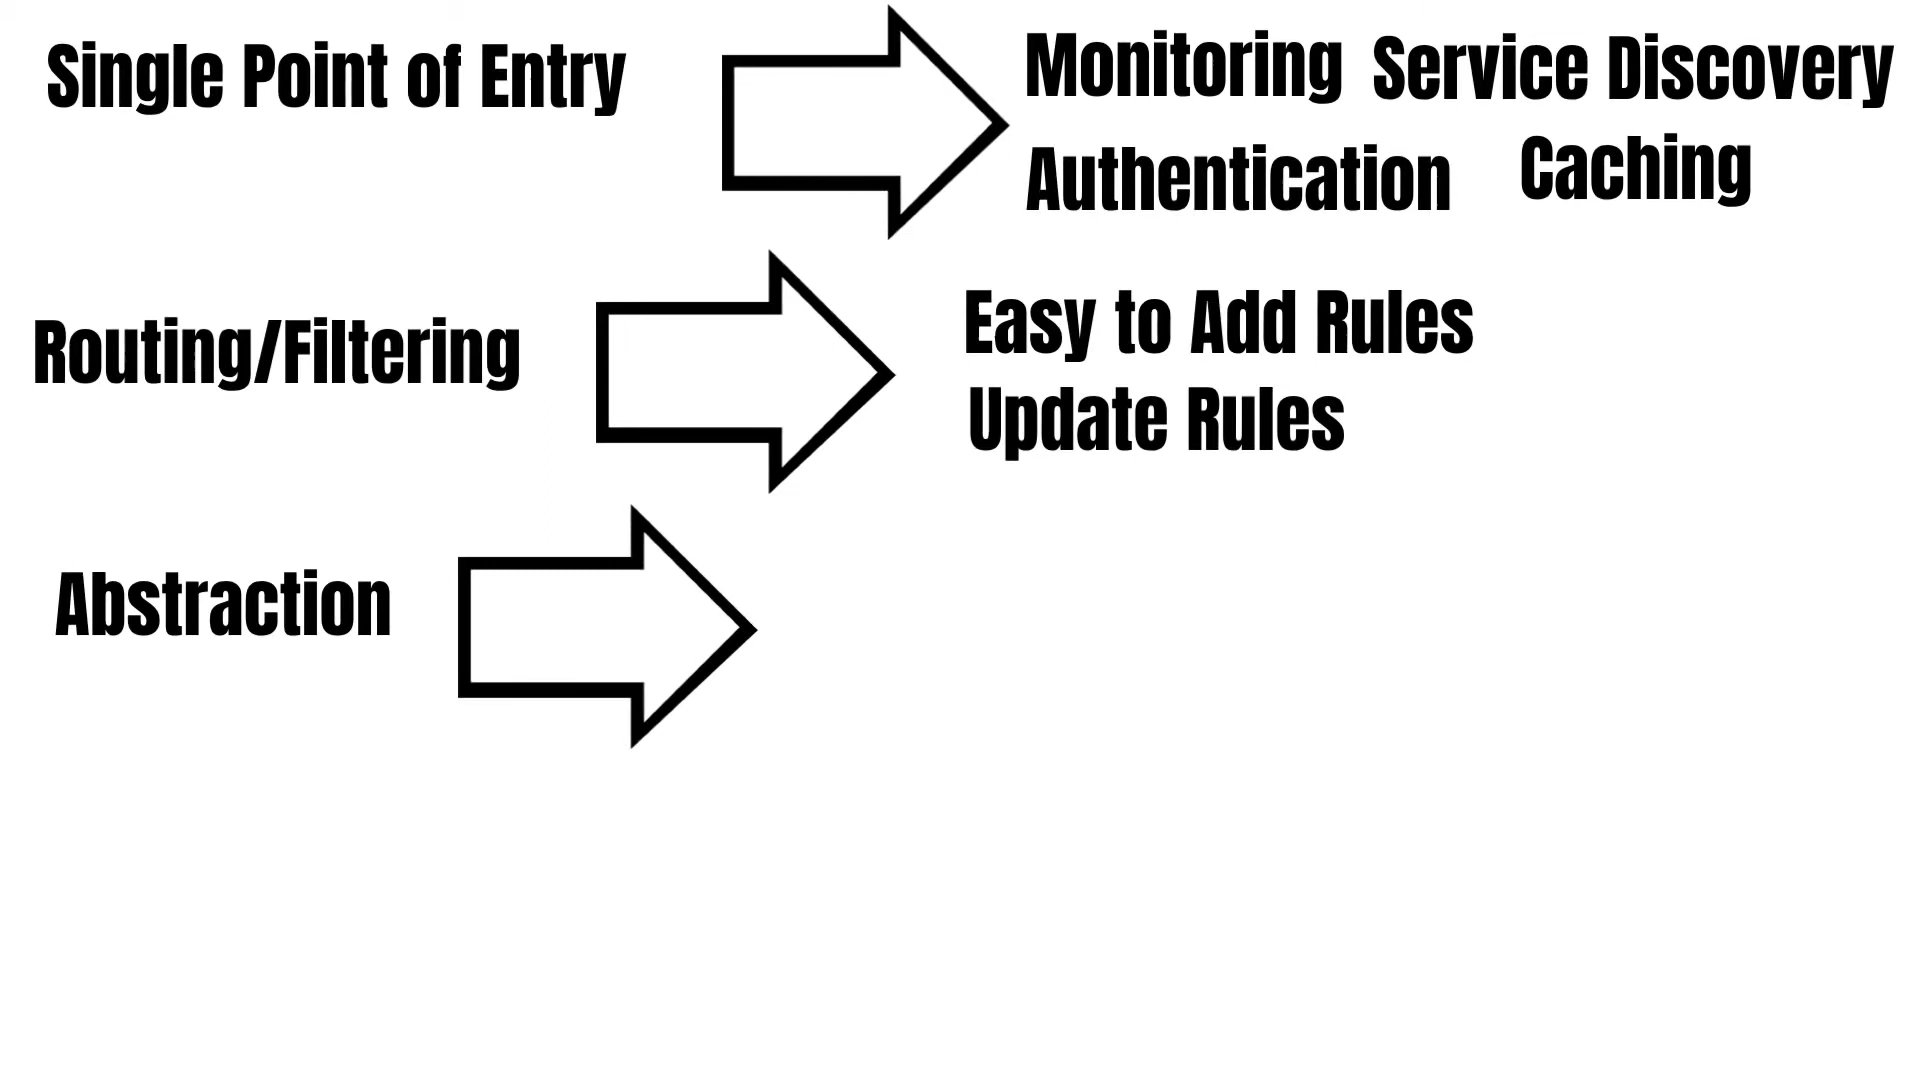 Single Point of Entry
Monitoring Service Discovery
Authentication Caching
Routing/Filtering
Easy to Add Rules
Update Rules
Abstraction